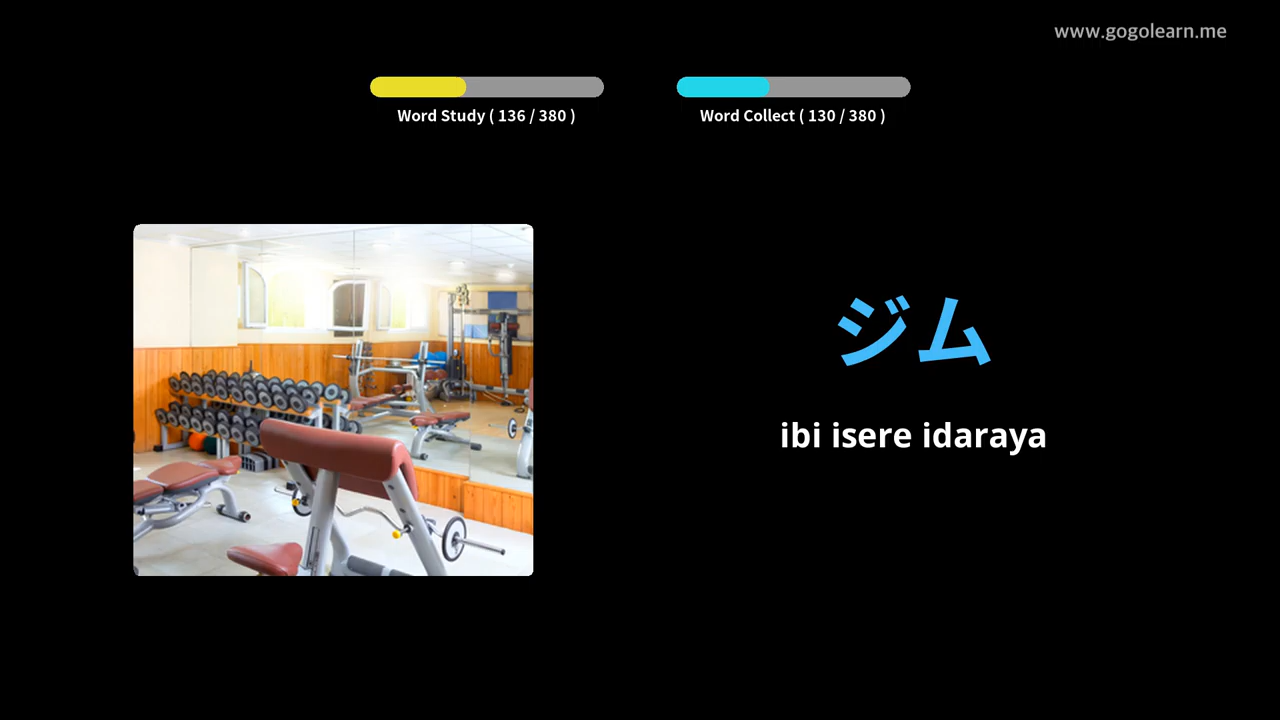 www.gogolearn.me
Word Study ( 136 / 380 )
Word Collect ( 130 / 380 )
ジム
ibi isere idaraya